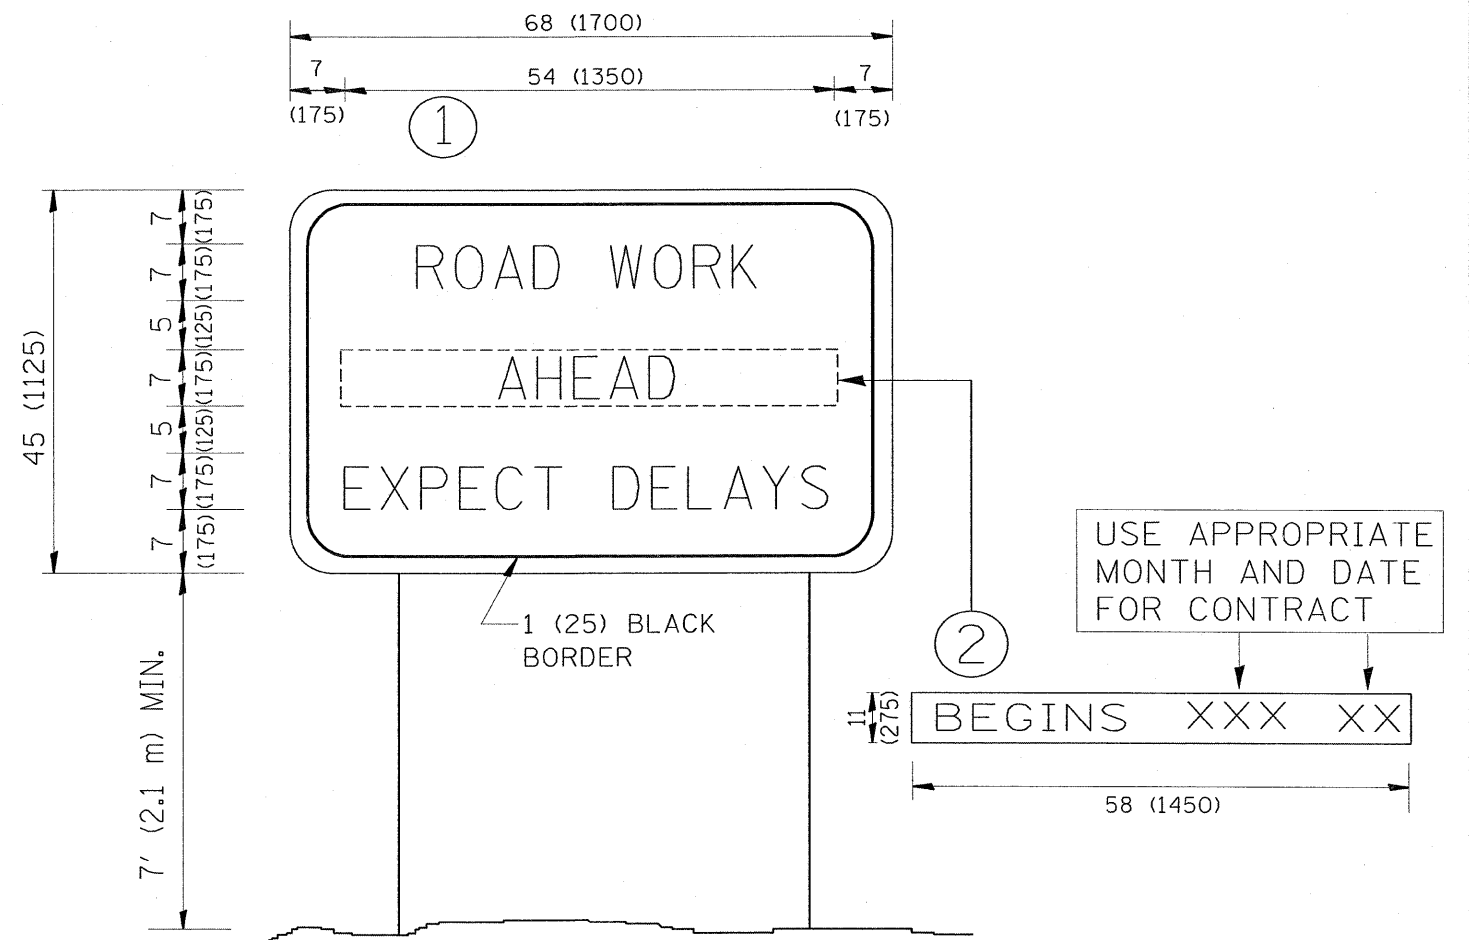 68 (1700)
7
54 (1350)
7
(175)
(175)
1
45 (1125)
7
(175)
7
(175)
5
(125)
7
(175)
5
(125)
7
(175)
7
(175)
7' (2.1 m) MIN.
ROAD WORK
AHEAD
EXPECT DELAYS
1 (25) BLACK
BORDER
2
USE APPROPRIATE
MONTH AND DATE
FOR CONTRACT
11
(275)
BEGINS XXX XX
58 (1450)